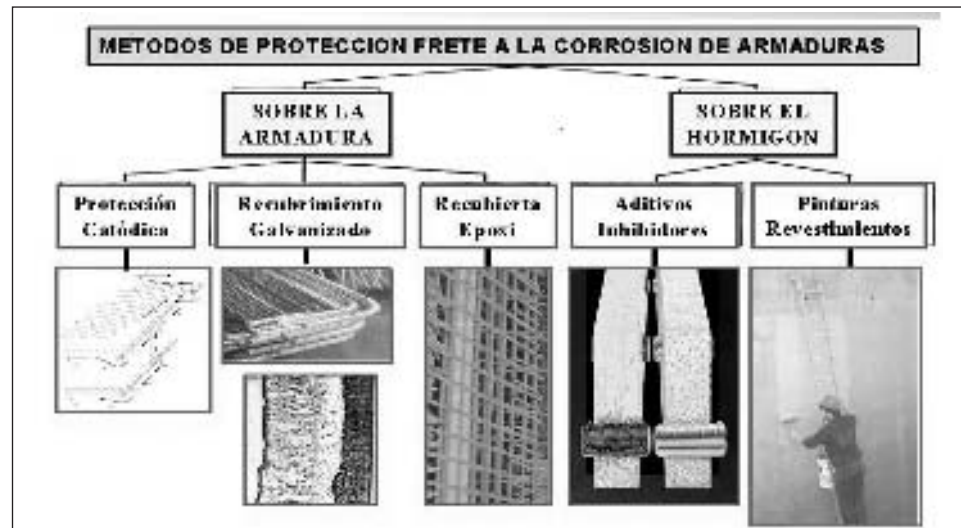 METODOS DE PROTECCION FRETE A LA CORROSION DE ARMADURAS
SOBRE LA
ARMADURA
SOBRE EL
HORMIGON
Protección
Catódica
Recubrimiento
Galvanizado
Recubierta
Epoxi
Aditivos
Inhibidores
Pinturas
Revestimientos